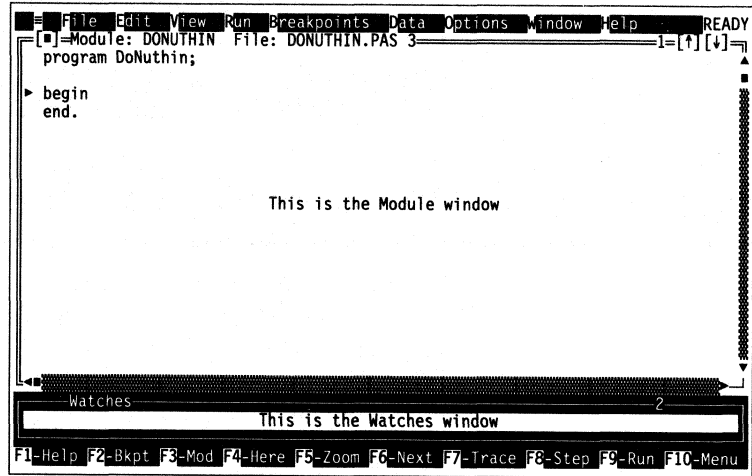 ≡ File Edit View Run Breakpoints Data Options Window Help READY
[■]=Module: DONUTHIN File: DONUTHIN.PAS 3 1=[↑][↓]
program DoNuthin;
► begin
end.
This is the Module window
Watches 2
This is the Watches window
F1-Help F2-Bkpt F3-Mod F4-Here F5-Zoom F6-Next F7-Trace F8-Step F9-Run F10-Menu